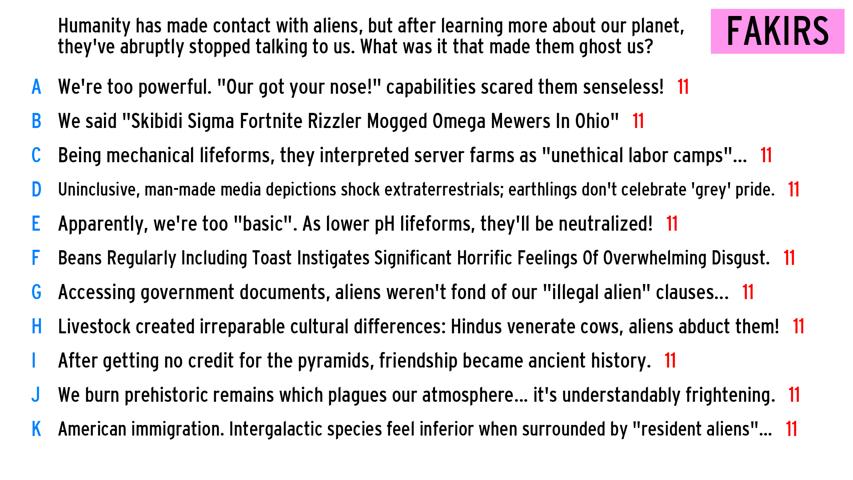 Humanity has made contact with aliens, but after learning more about our planet,
they've abruptly stopped talking to us. What was it that made them ghost us?
FAKIRS
A We're too powerful. "Our got your nose!" capabilities scared them senseless! 11
B We said "Skibidi Sigma Fortnite Rizzler Mogged Omega Mewers In Ohio" 11
C Being mechanical lifeforms, they interpreted server farms as "unethical labor camps"... 11
D Uninclusive, man-made media depictions shock extraterrestrials; earthlings don't celebrate 'grey' pride. 11
E Apparently, we're too "basic". As lower pH lifeforms, they'll be neutralized! 11
F Beans Regularly Including Toast Instigates Significant Horrific Feelings Of Overwhelming Disgust. 11
G Accessing government documents, aliens weren't fond of our "illegal alien" clauses... 11
H Livestock created irreparable cultural differences: Hindus venerate cows, aliens abduct them! 11
I After getting no credit for the pyramids, friendship became ancient history. 11
J We burn prehistoric remains which plagues our atmosphere... it's understandably frightening. 11
K American immigration. Intergalactic species feel inferior when surrounded by "resident aliens"... 11